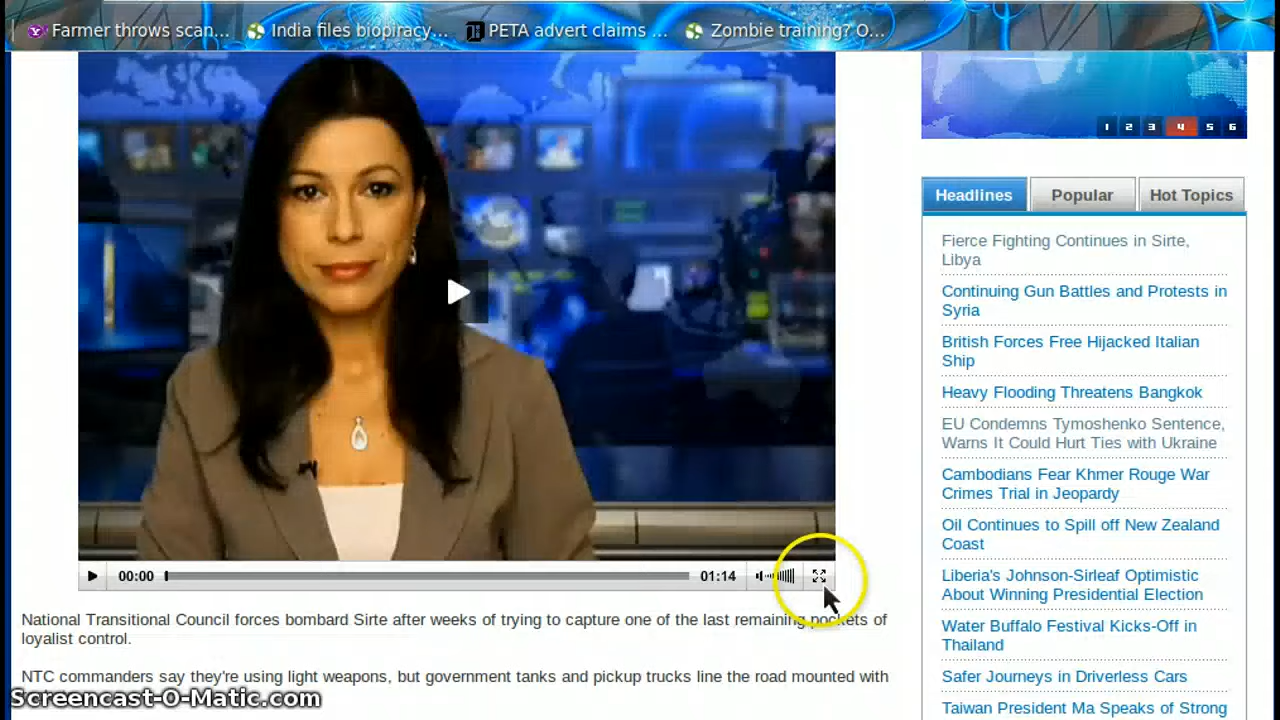 Farmer throws scan... India files biopiracy... PETA advert claims ... Zombie training? O...
1 2 3 4 5 6
Headlines Popular Hot Topics
Fierce Fighting Continues in Sirte,
Libya
Continuing Gun Battles and Protests in
Syria
British Forces Free Hijacked Italian
Ship
Heavy Flooding Threatens Bangkok
EU Condemns Tymoshenko Sentence,
Warns It Could Hurt Ties with Ukraine
Cambodians Fear Khmer Rouge War
Crimes Trial in Jeopardy
Oil Continues to Spill off New Zealand
Coast
Liberia's Johnson-Sirleaf Optimistic
About Winning Presidential Election
Water Buffalo Festival Kicks-Off in
Thailand
Safer Journeys in Driverless Cars
Taiwan President Ma Speaks of Strong
00:00 01:14
National Transitional Council forces bombard Sirte after weeks of trying to capture one of the last remaining pockets of
loyalist control.
NTC commanders say they're using light weapons, but government tanks and pickup trucks line the road mounted with
Screencast-O-Matic.com